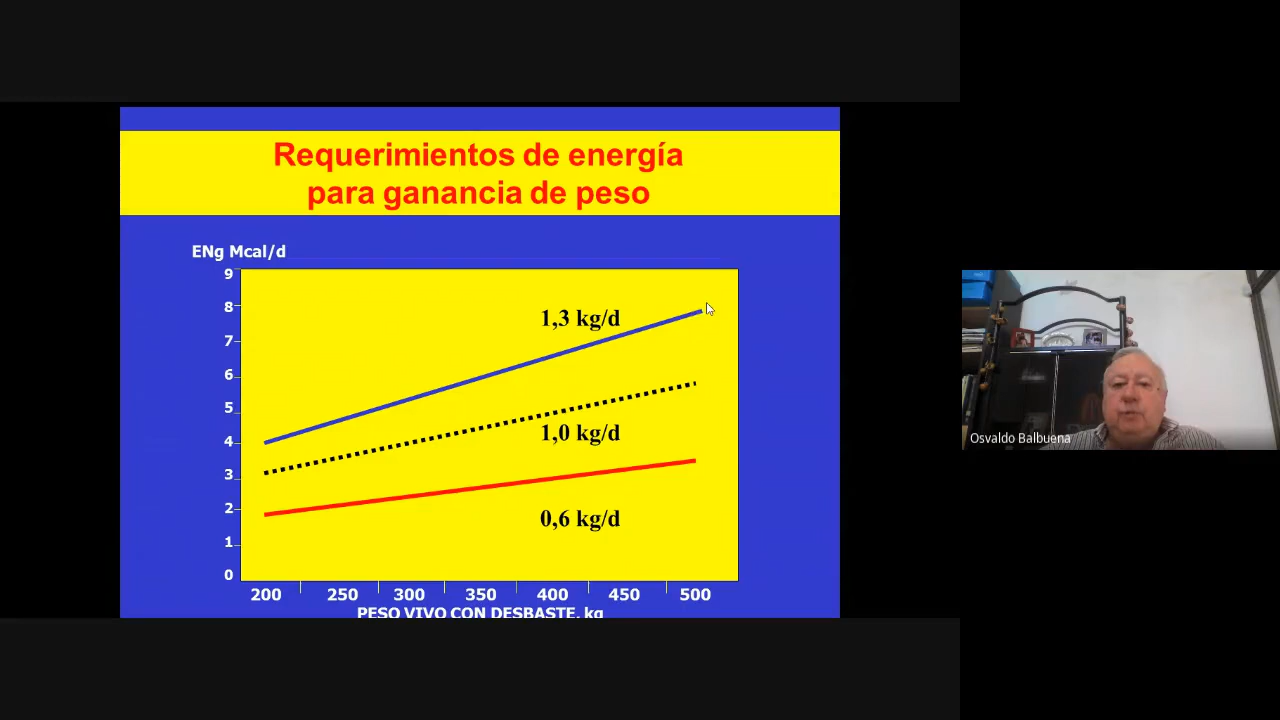 Requerimientos de energía
para ganancia de peso
ENg Mcal/d
9
8
7
6
5
4
3
2
1
0
1,3 kg/d
1,0 kg/d
0,6 kg/d
200 250 300 350 400 450 500
PESO VIVO CON DESBASTE, kg
Osvaldo Balbuena